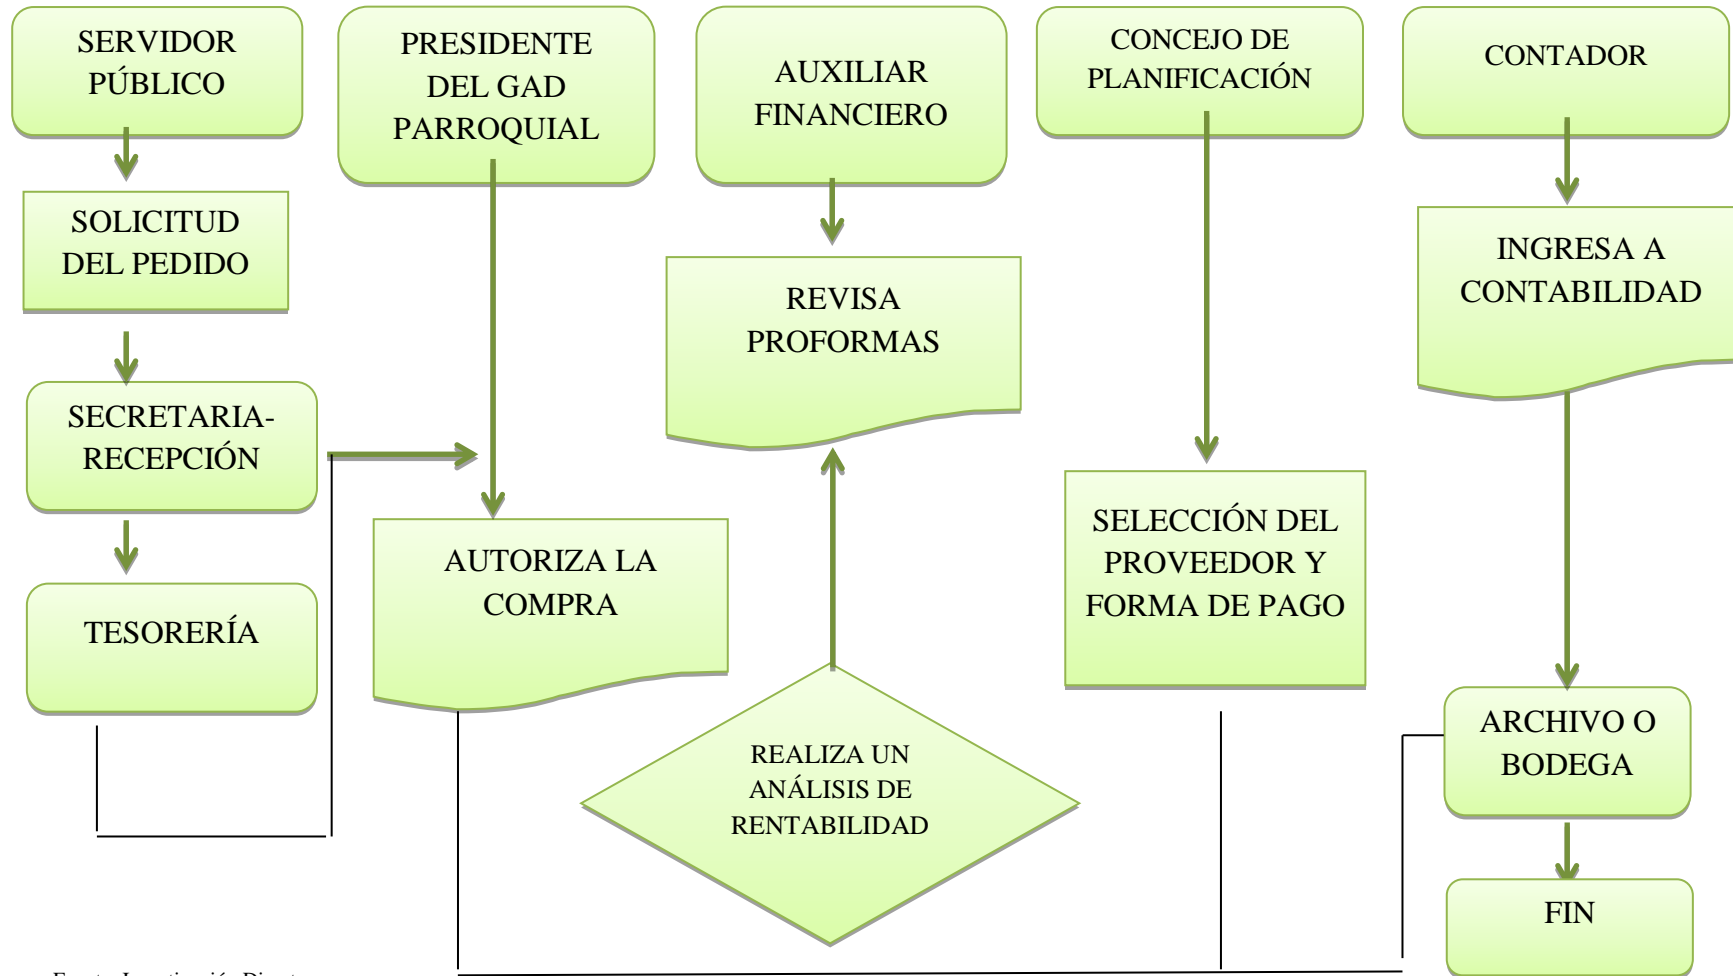 SERVIDOR
PÚBLICO
SOLICITUD
DEL PEDIDO
SECRETARIA-
RECEPCIÓN
TESORERÍA
PRESIDENTE
DEL GAD
PARROQUIAL
AUTORIZA LA
COMPRA
AUXILIAR
FINANCIERO
REVISA
PROFORMAS
REALIZA UN
ANÁLISIS DE
RENTABILIDAD
CONCEJO DE
PLANIFICACIÓN
SELECCIÓN DEL
PROVEEDOR Y
FORMA DE PAGO
CONTADOR
INGRESA A
CONTABILIDAD
ARCHIVO O
BODEGA
FIN